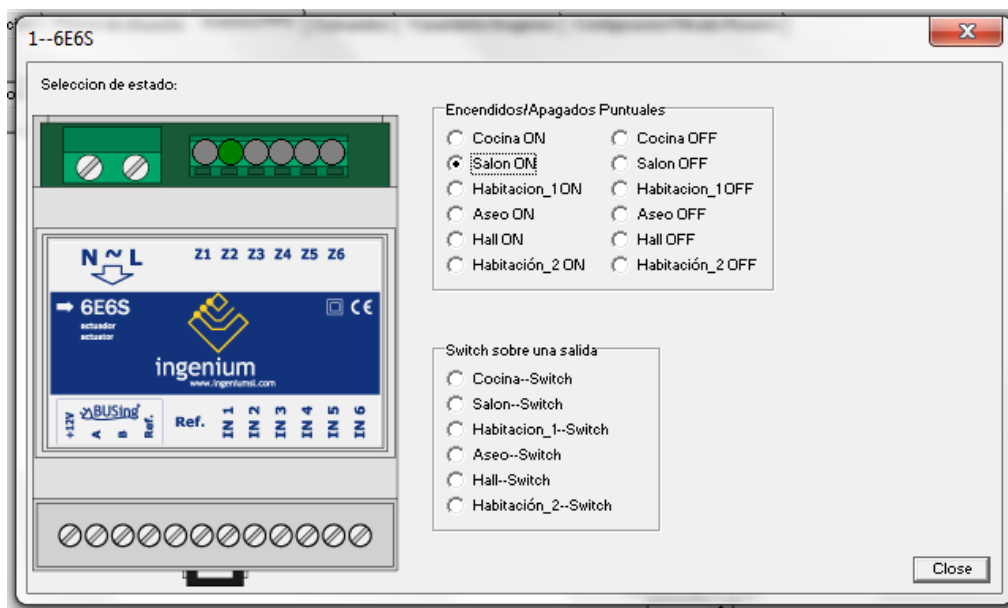 1--6E6S
Seleccion de estado:
N ~ L
Z1 Z2 Z3 Z4 Z5 Z6
6E6S
actuador
actuator
CE
ingenium
www.ingeniumsl.com
+12V A B Ref.
BUSing
Ref. IN 1 IN 2 IN 3 IN 4 IN 5 IN 6
Encendidos/Apagados Puntuales
Cocina ON Cocina OFF
Salon ON Salon OFF
Habitacion_1 ON Habitacion_1 OFF
Aseo ON Aseo OFF
Hall ON Hall OFF
Habitación_2 ON Habitación_2 OFF
Switch sobre una salida
Cocina--Switch
Salon--Switch
Habitacion_1--Switch
Aseo--Switch
Hall--Switch
Habitación_2--Switch
Close